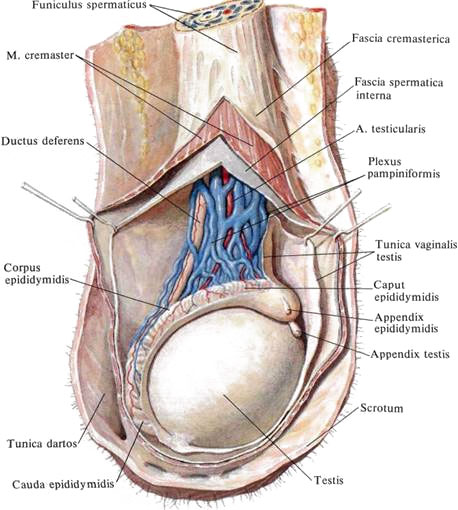 Funiculus spermaticus
M. cremaster
Fascia cremasterica
Fascia spermatica
interna
Ductus deferens
A. testicularis
Plexus
pampiniformis
Tunica vaginalis
testis
Corpus
epididymidis
Caput
epididymidis
Appendix
epididymidis
Appendix testis
Scrotum
Tunica dartos
Cauda epididymidis
Testis